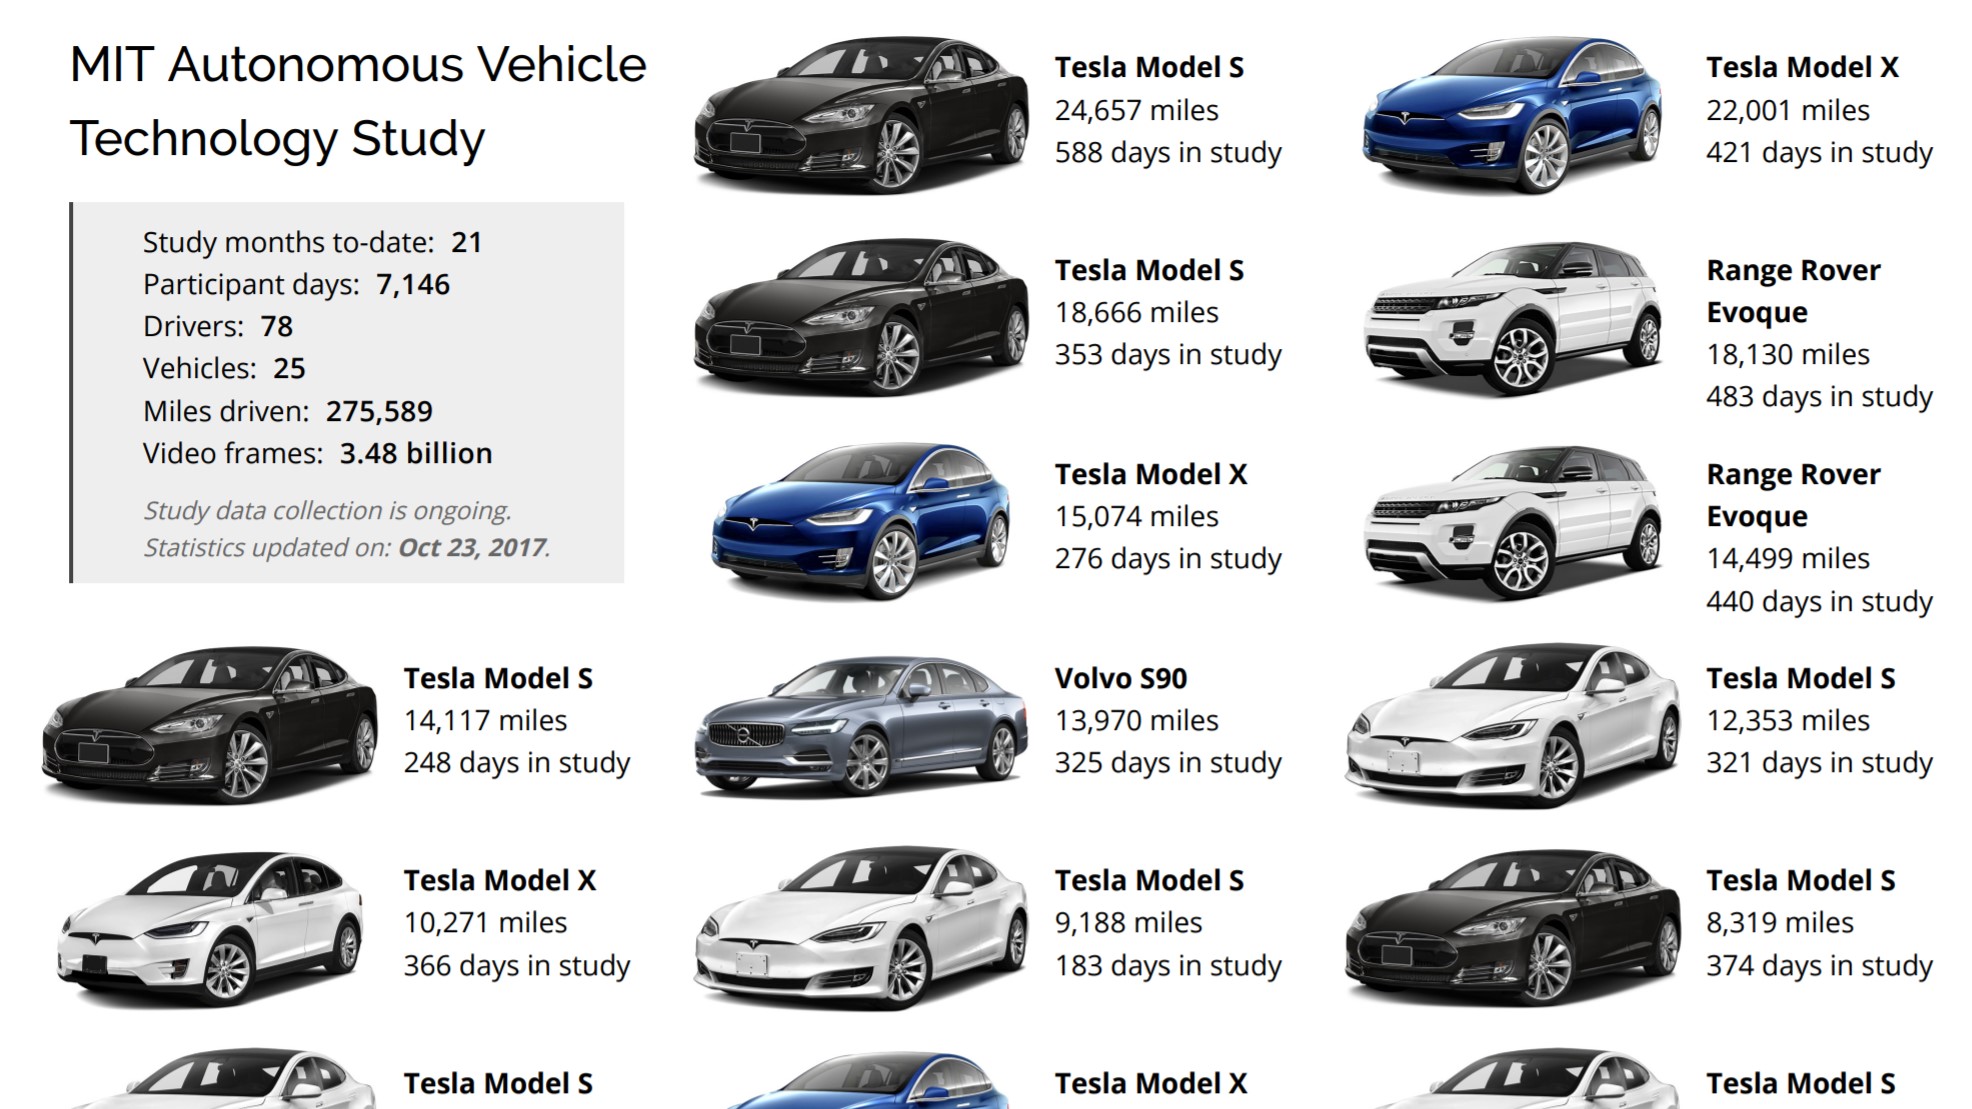 MIT Autonomous Vehicle
Technology Study
Study months to-date: 21
Participant days: 7,146
Drivers: 78
Vehicles: 25
Miles driven: 275,589
Video frames: 3.48 billion
Study data collection is ongoing.
Statistics updated on: Oct 23, 2017.
Tesla Model S
24,657 miles
588 days in study
Tesla Model X
22,001 miles
421 days in study
Tesla Model S
18,666 miles
353 days in study
Range Rover
Evoque
18,130 miles
483 days in study
Tesla Model X
15,074 miles
276 days in study
Range Rover
Evoque
14,499 miles
440 days in study
Tesla Model S
14,117 miles
248 days in study
Volvo S90
13,970 miles
325 days in study
Tesla Model S
12,353 miles
321 days in study
Tesla Model X
10,271 miles
366 days in study
Tesla Model S
9,188 miles
183 days in study
Tesla Model S
8,319 miles
374 days in study
Tesla Model S
Tesla Model X
Tesla Model S